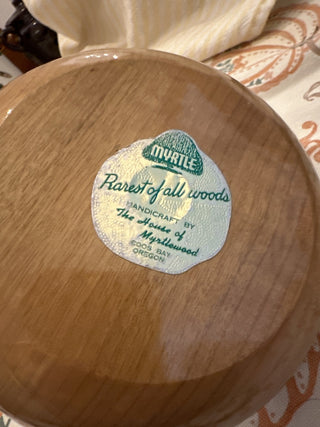 MYRTLE
Rarest of all woods
HANDICRAFT BY
The House of
Myrtlewood
COOS BAY
OREGON